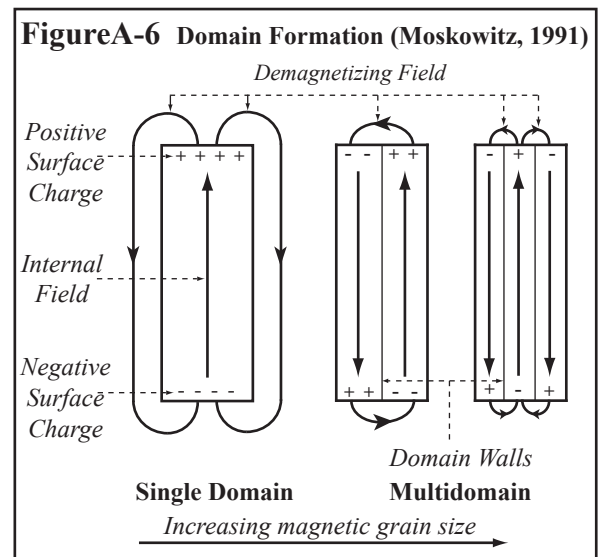 FigureA-6 Domain Formation (Moskowitz, 1991)
Demagnetizing Field
Positive
Surface
Charge
+ + + +
- - + +
- + -
Internal
Field
Negative
Surface
Charge
- - - -
+ + - -
+ - +
Domain Walls
Single Domain
Multidomain
Increasing magnetic grain size